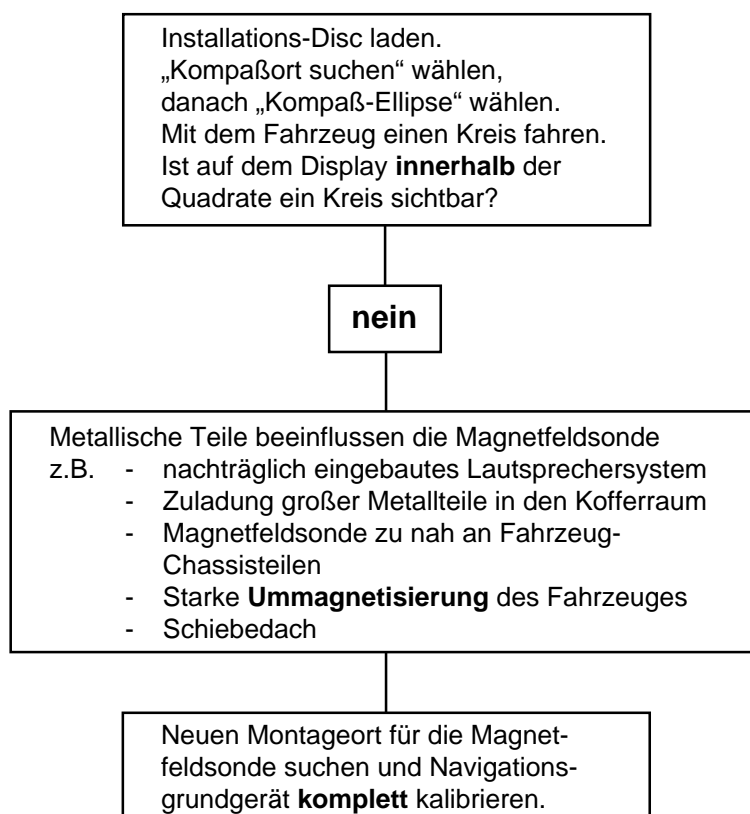 Installations-Disc laden.
„Kompaßort suchen“ wählen,
danach „Kompaß-Ellipse“ wählen.
Mit dem Fahrzeug einen Kreis fahren.
Ist auf dem Display innerhalb der
Quadrate ein Kreis sichtbar?
nein
Metallische Teile beeinflussen die Magnetfeldsonde
z.B. - nachträglich eingebautes Lautsprechersystem
- Zuladung großer Metallteile in den Kofferraum
- Magnetfeldsonde zu nah an Fahrzeug-
Chassisteilen
- Starke Ummagnetisierung des Fahrzeuges
- Schiebedach
Neuen Montageort für die Magnet-
feldsonde suchen und Navigations-
grundgerät komplett kalibrieren.